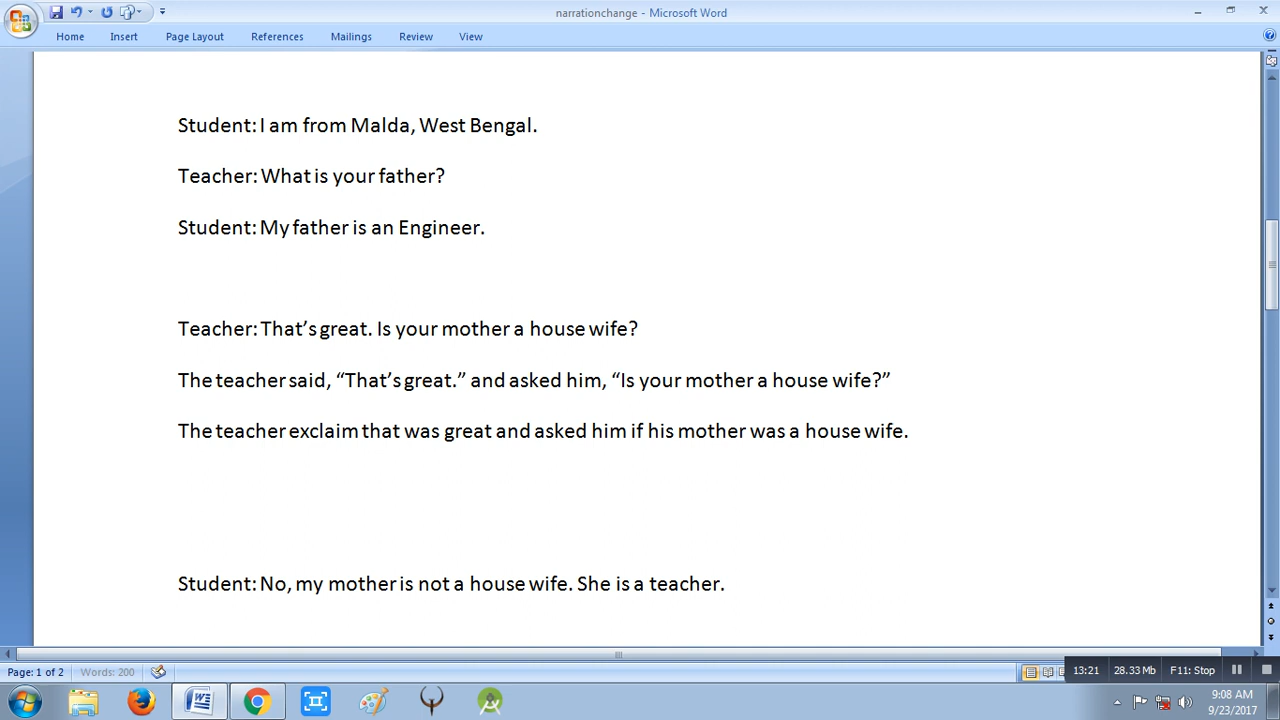 narrationchange - Microsoft Word
Home Insert Page Layout References Mailings Review View
Student: I am from Malda, West Bengal.
Teacher: What is your father?
Student: My father is an Engineer.
Teacher: That’s great. Is your mother a house wife?
The teacher said, “That’s great.” and asked him, “Is your mother a house wife?”
The teacher exclaim that was great and asked him if his mother was a house wife.
Student: No, my mother is not a house wife. She is a teacher.
Page: 1 of 2 Words: 200 13:21 28.33 Mb F11: Stop
9:08 AM
9/23/2017